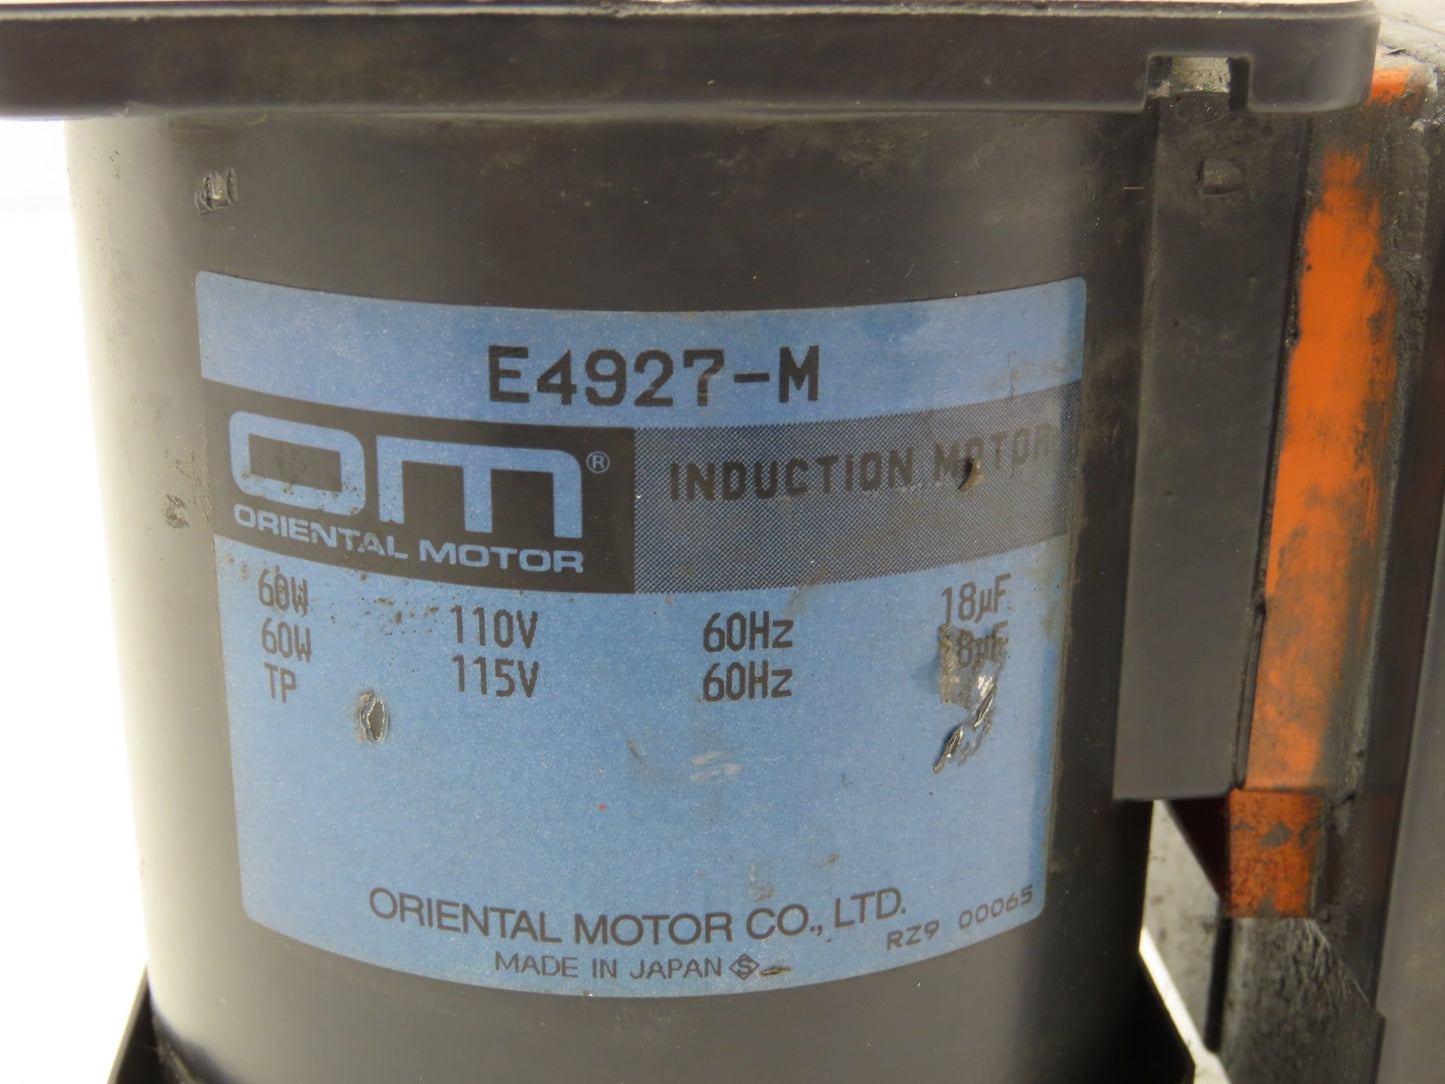 E4927-M
OM® INDUCTION MOTOR
ORIENTAL MOTOR
60W 110V 60Hz 18µF
60W 115V 60Hz 18µF
TP
ORIENTAL MOTOR CO., LTD.
RZ9 00065
MADE IN JAPAN S